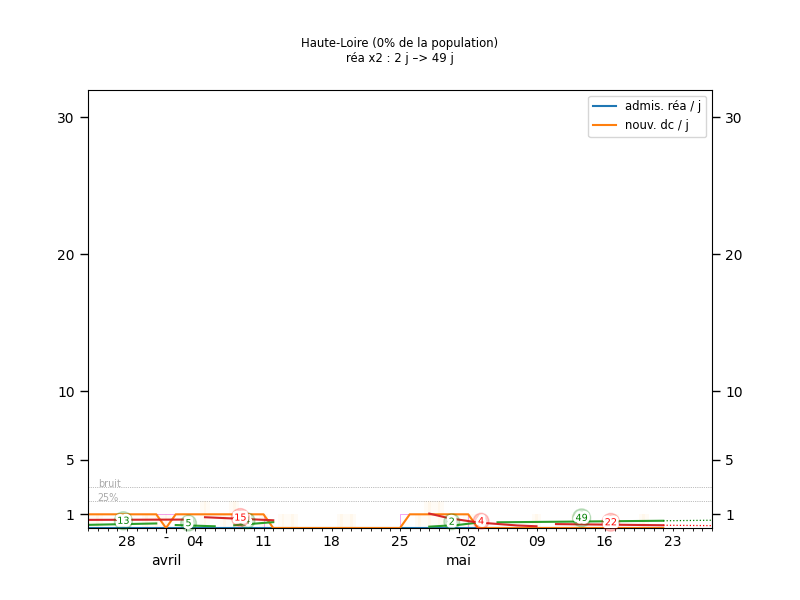 Haute-Loire (0% de la population)
réa x2 : 2 j –> 49 j
admis. réa / j
nouv. dc / j
30 30
20 20
10 10
5 5
bruit
25%
1 1
13 5 15 2 4 49 22
28 04 11 18 25 02 09 16 23
avril mai